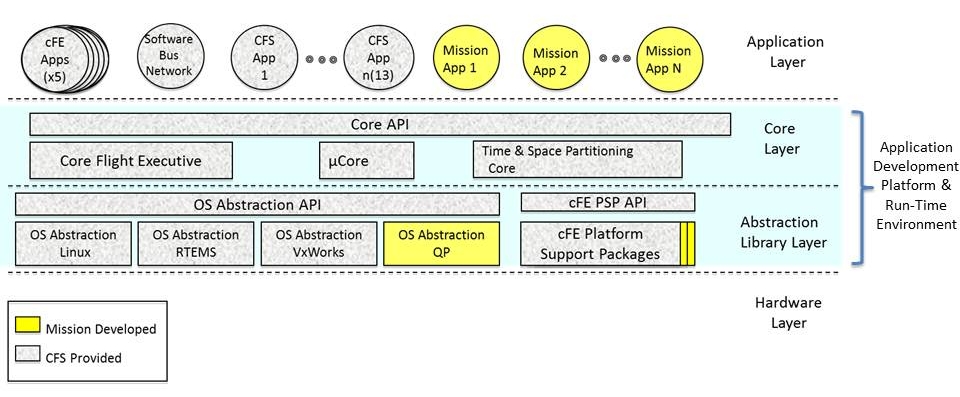 cFE
Apps
(x5)
Software
Bus
Network
CFS
App
1
CFS
App
n(13)
Mission
App 1
Mission
App 2
Mission
App N
Application
Layer
Core API
Core
Layer
Core Flight Executive
µCore
Time & Space Partitioning
Core
Application
Development
Platform &
Run-Time
Environment
OS Abstraction API
cFE PSP API
Abstraction
Library Layer
OS Abstraction
Linux
OS Abstraction
RTEMS
OS Abstraction
VxWorks
OS Abstraction
QP
cFE Platform
Support Packages
Hardware
Layer
Mission Developed
CFS Provided